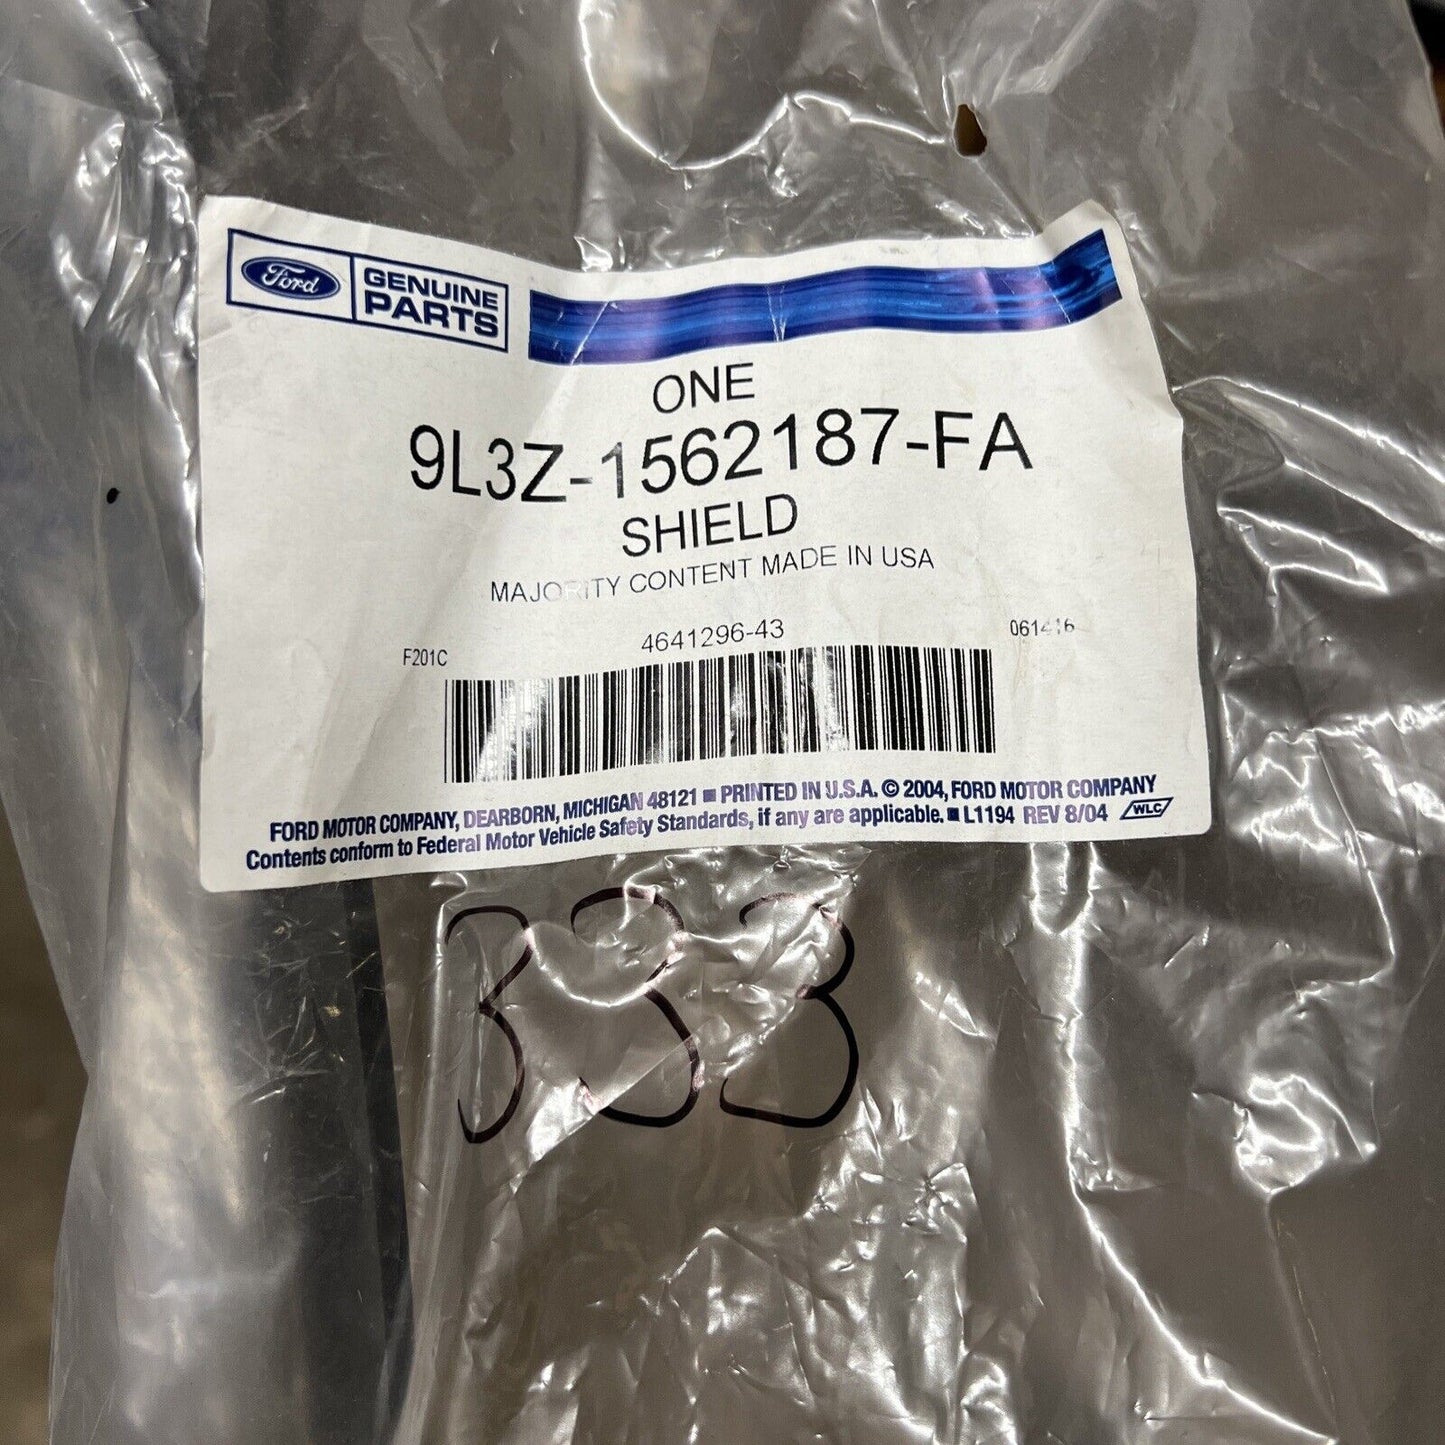 Ford
GENUINE
PARTS
ONE
9L3Z-1562187-FA
SHIELD
MAJORITY CONTENT MADE IN USA
F201C
4641296-43
061416
FORD MOTOR COMPANY, DEARBORN, MICHIGAN 48121 ■ PRINTED IN U.S.A. © 2004, FORD MOTOR COMPANY
Contents conform to Federal Motor Vehicle Safety Standards, if any are applicable. ■ L1194 REV 8/04 WLC
333